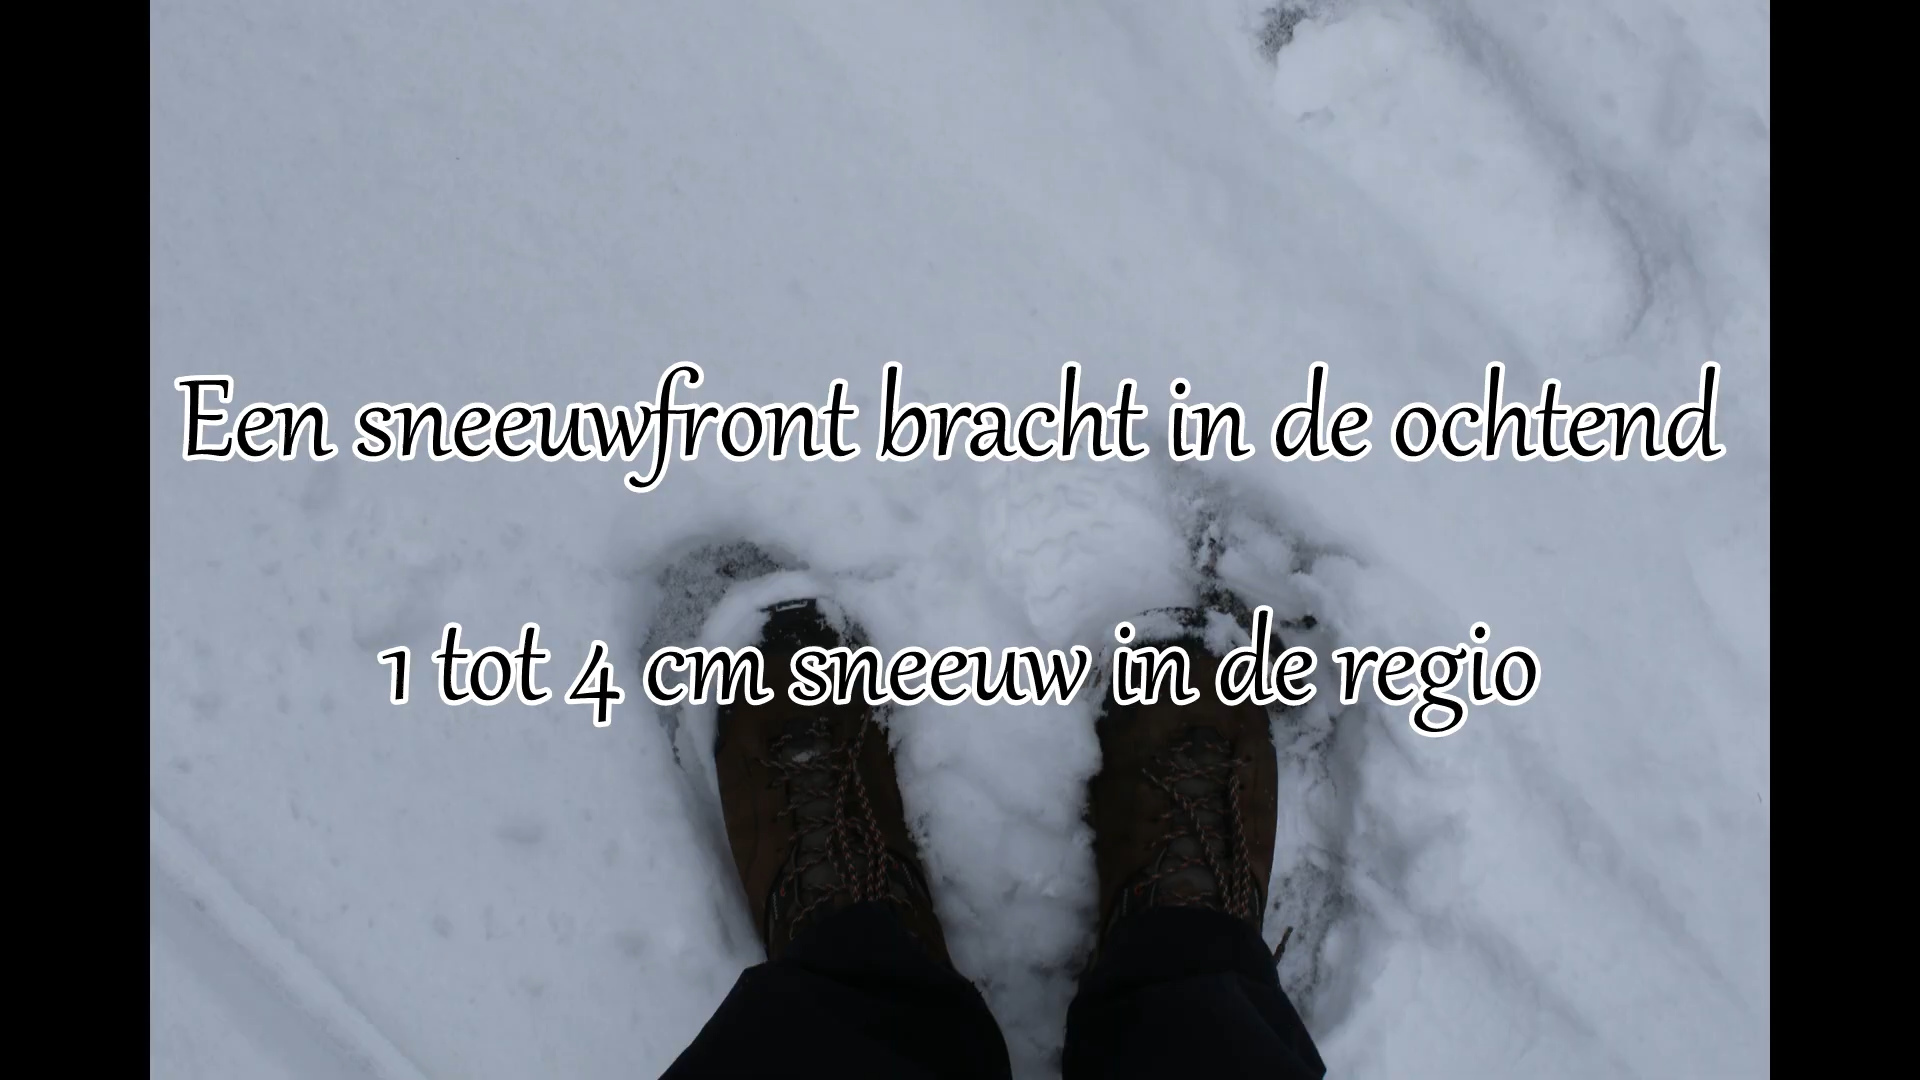 Een sneeuwfront bracht in de ochtend
1 tot 4 cm sneeuw in de regio